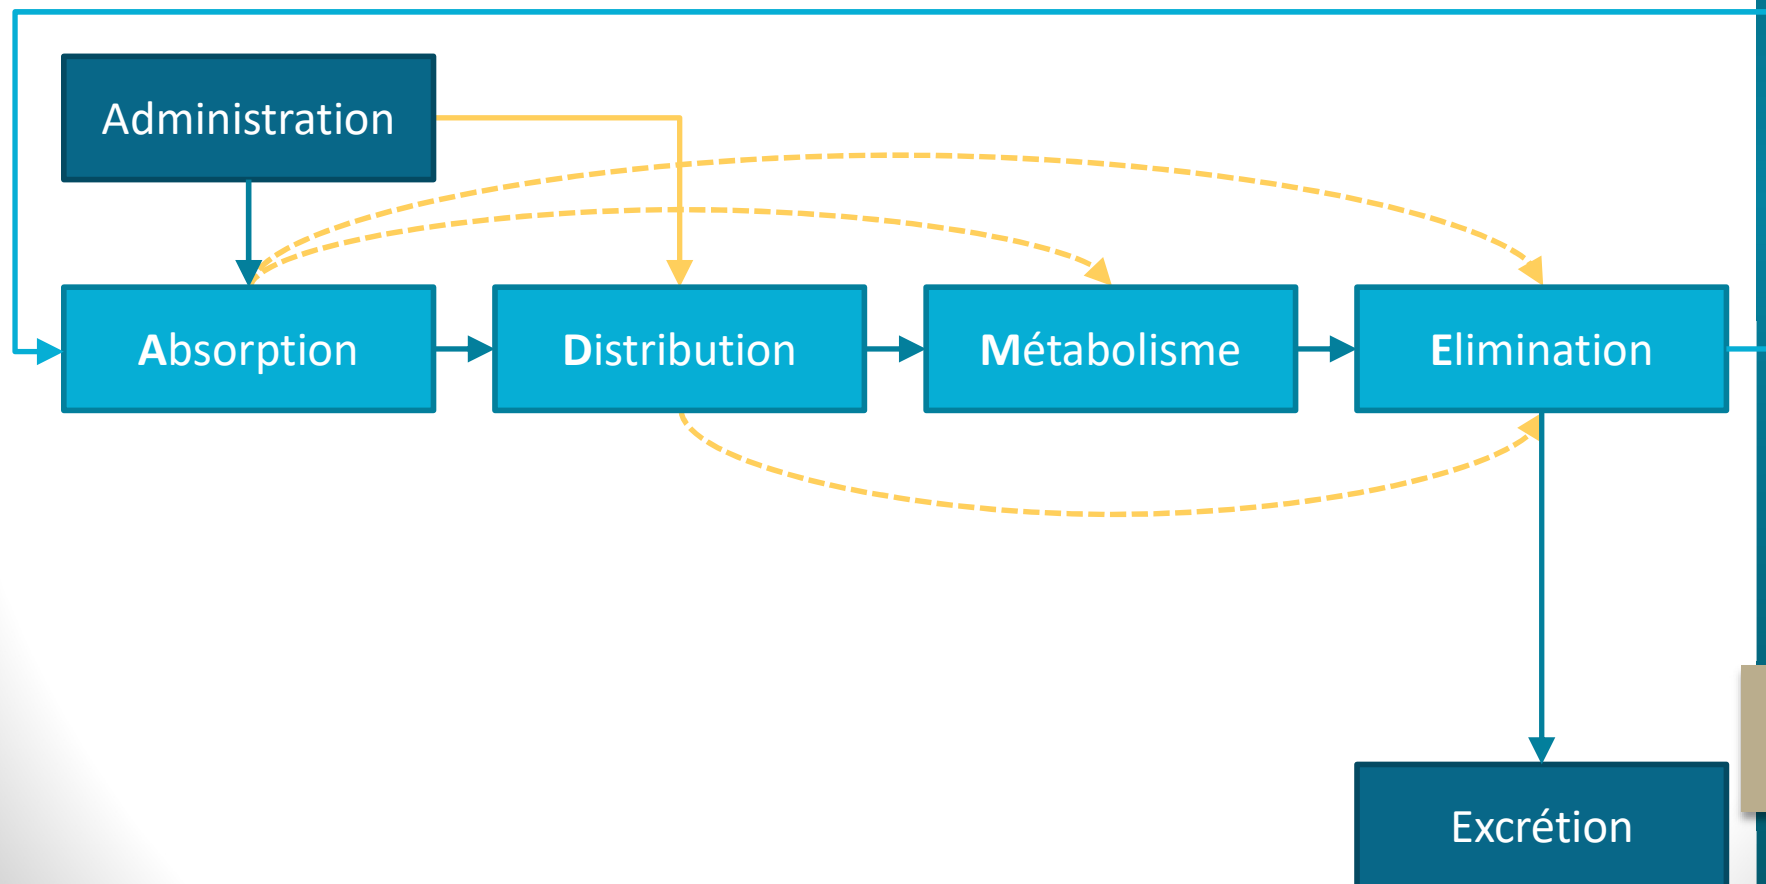 Administration
Absorption
Distribution
Métabolisme
Elimination
Excrétion